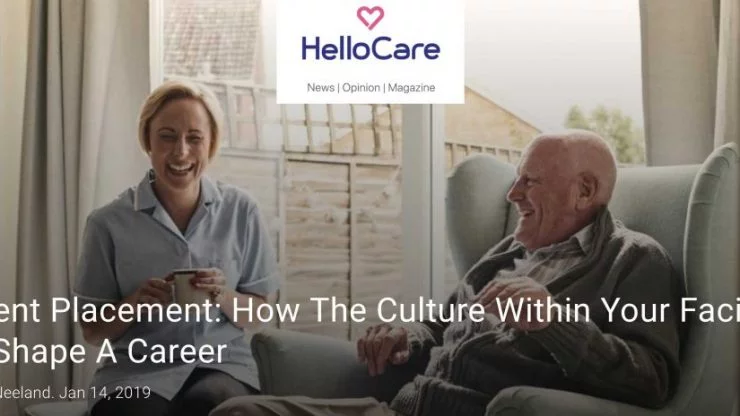 HelloCare
News | Opinion | Magazine
ent Placement: How The Culture Within Your Faci
Shape A Career
Neeland. Jan 14, 2019